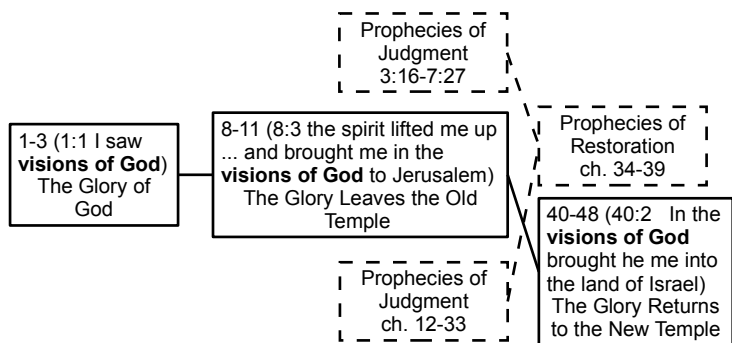 Prophecies of
Judgment
3:16-7:27
1-3 (1:1 I saw
visions of God)
The Glory of
God
8-11 (8:3 the spirit lifted me up
... and brought me in the
visions of God to Jerusalem)
The Glory Leaves the Old
Temple
Prophecies of
Restoration
ch. 34-39
Prophecies of
Judgment
ch. 12-33
40-48 (40:2 In the
visions of God
brought he me into
the land of Israel)
The Glory Returns
to the New Temple